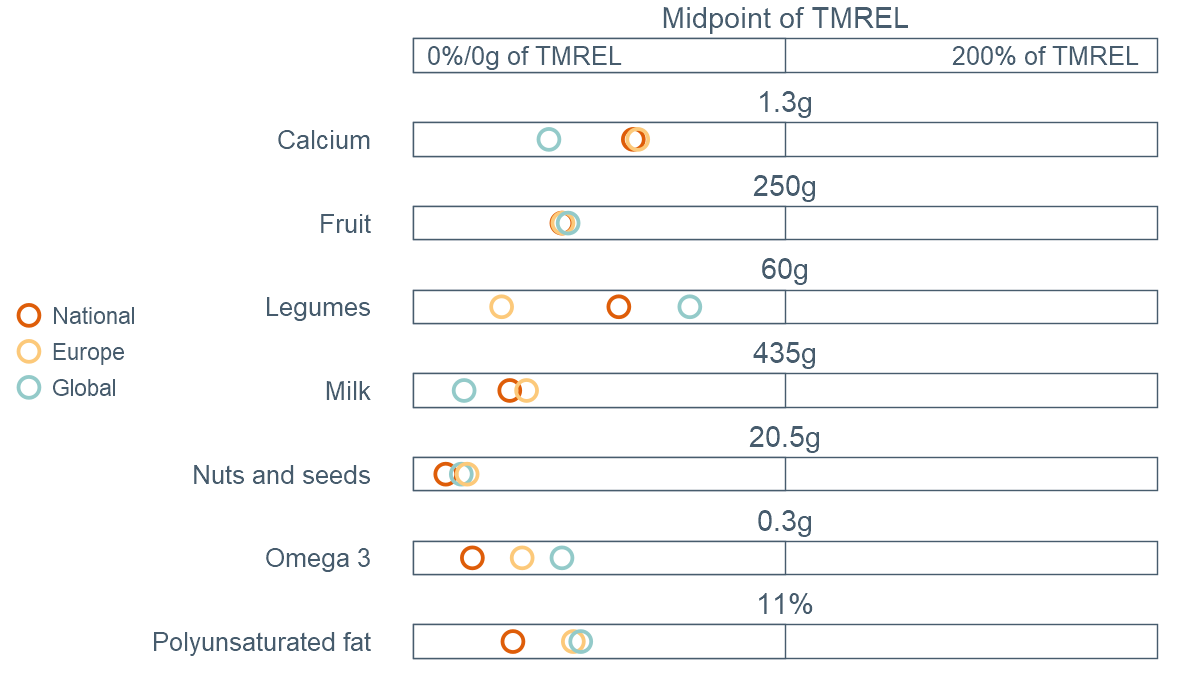 Midpoint of TMREL
0%/0g of TMREL 200% of TMREL
1.3g
Calcium
250g
Fruit
60g
Legumes
National
Europe
435g
Global
Milk
20.5g
Nuts and seeds
0.3g
Omega 3
11%
Polyunsaturated fat